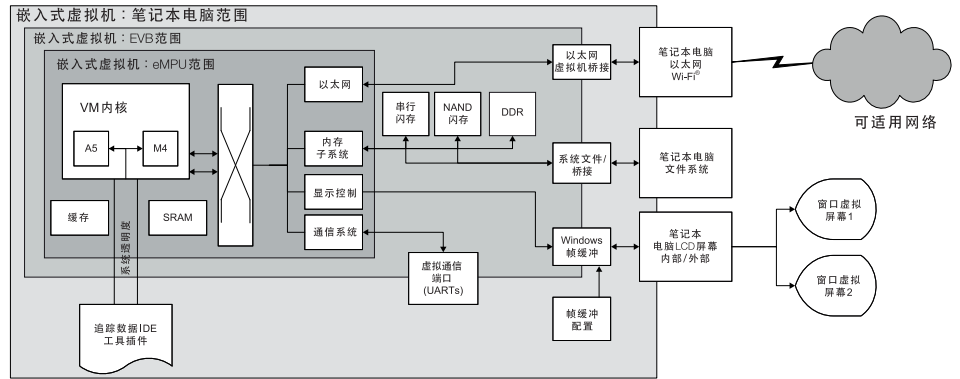 嵌入式虚拟机：笔记本电脑范围
嵌入式虚拟机：EVB范围
嵌入式虚拟机：eMPU范围
VM内核
A5
M4
缓存
SRAM
系统透明度
追踪数据IDE
工具插件
以太网
内存
子系统
显示控制
通信系统
串行
闪存
NAND
闪存
DDR
虚拟通信
端口
(UARTs)
以太网
虚拟机桥接
系统文件/
桥接
Windows
帧缓冲
帧缓冲
配置
笔记本电脑
以太网
Wi-Fi®
笔记本电脑
文件系统
笔记本
电脑LCD屏幕
内部/外部
可适用网络
窗口虚拟
屏幕1
窗口虚拟
屏幕2